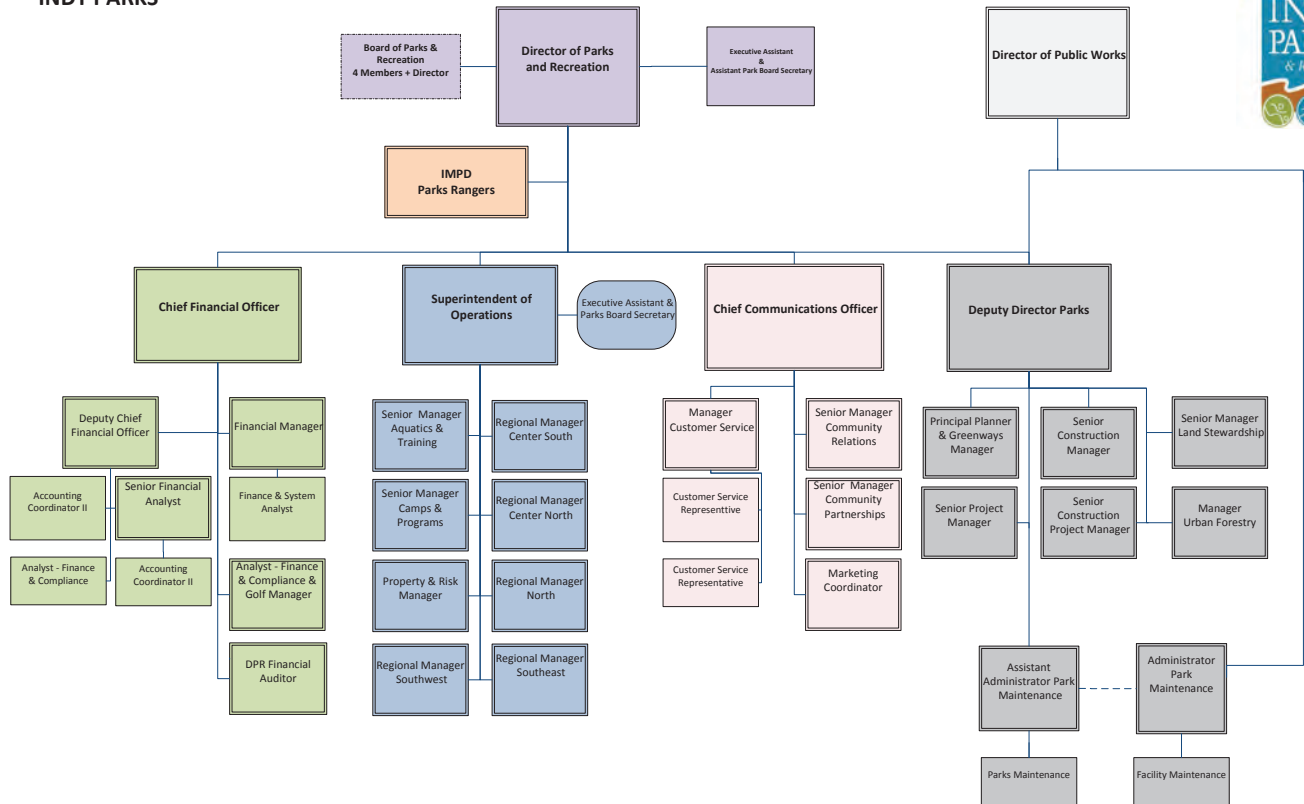 INDY PARKS
Board of Parks &
Recreation
4 Members + Director
Director of Parks
and Recreation
Executive Assistant
&
Assistant Park Board Secretary
Director of Public Works
IMPD
Parks Rangers
Chief Financial Officer
Superintendent of
Operations
Executive Assistant &
Parks Board Secretary
Chief Communications Officer
Deputy Director Parks
Deputy Chief
Financial Officer
Financial Manager
Accounting
Coordinator II
Senior Financial
Analyst
Finance & System
Analyst
Analyst - Finance
& Compliance
Accounting
Coordinator II
Analyst - Finance
& Compliance &
Golf Manager
DPR Financial
Auditor
Senior Manager
Aquatics &
Training
Regional Manager
Center South
Senior Manager
Camps &
Programs
Regional Manager
Center North
Property & Risk
Manager
Regional Manager
North
Regional Manager
Southwest
Regional Manager
Southeast
Manager
Customer Service
Senior Manager
Community
Relations
Customer Service
Representtive
Senior Manager
Community
Partnerships
Customer Service
Representative
Marketing
Coordinator
Principal Planner
& Greenways
Manager
Senior
Construction
Manager
Senior Manager
Land Stewardship
Senior Project
Manager
Senior
Construction
Project Manager
Manager
Urban Forestry
Assistant
Administrator Park
Maintenance
Administrator
Park
Maintenance
Parks Maintenance
Facility Maintenance